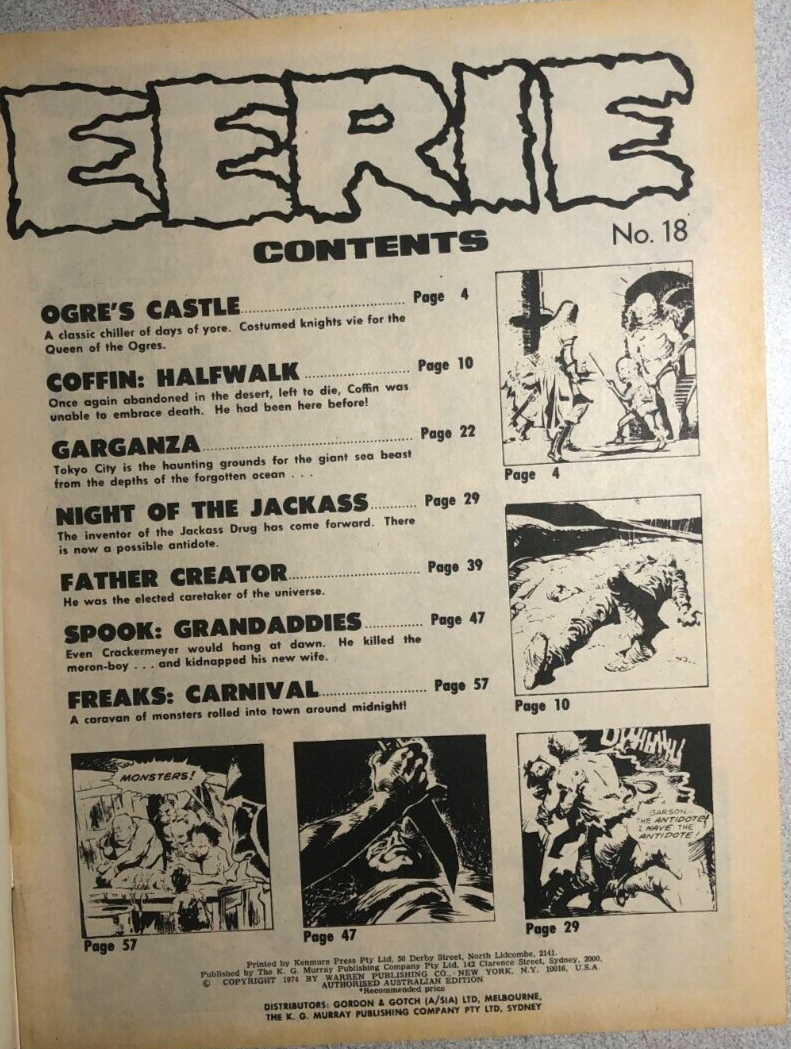 EERIE
CONTENTS
No. 18
OGRE'S CASTLE.......................................... Page 4
A classic chiller of days of yore. Costumed knights vie for the
Queen of the Ogres.
COFFIN: HALFWALK ........................... Page 10
Once again abandoned in the desert, left to die, Coffin was
unable to embrace death. He had been here before!
GARGANZA..................................................... Page 22
Tokyo City is the haunting grounds for the giant sea beast
from the depths of the forgotten ocean . . .
NIGHT OF THE JACKASS........... Page 29
The inventor of the Jackass Drug has come forward. There
is now a possible antidote.
FATHER CREATOR................................. Page 39
He was the elected caretaker of the universe.
SPOOK: GRANDADDIES .............. Page 47
Even Crackermeyer would hang at dawn. He killed the
moron-boy . . . and kidnapped his new wife.
FREAKS: CARNIVAL........................... Page 57
A caravan of monsters rolled into town around midnight!
Page 4
Page 10
MONSTERS!
GARSON...
THE ANTIDOTE!
I HAVE THE
ANTIDOTE!
Page 57
Page 47
Page 29
Printed by Kenmure Press Pty Ltd, 50 Derby Street, North Lidcombe, 2141.
Published by The K. G. Murray Publishing Company Pty Ltd, 142 Clarence Street, Sydney, 2000.
© COPYRIGHT 1974 BY WARREN PUBLISHING CO., NEW YORK, N.Y. 10016, U.S.A.
AUTHORISED AUSTRALIAN EDITION
*Recommended price
DISTRIBUTORS: GORDON & GOTCH (A/SIA) LTD, MELBOURNE,
THE K. G. MURRAY PUBLISHING COMPANY PTY LTD, SYDNEY